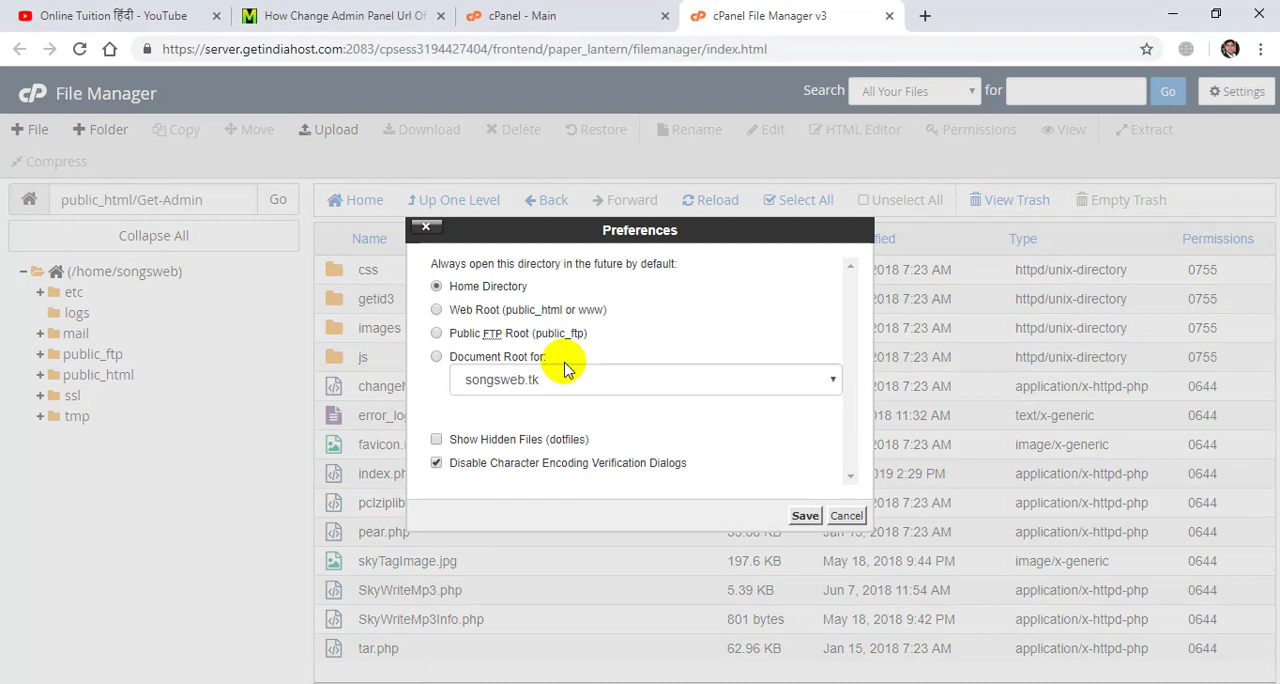 Online Tuition हिंदी - YouTube
How Change Admin Panel Url Of
cPanel - Main
cPanel File Manager v3
https://server.getindiahost.com:2083/cpsess3194427404/frontend/paper_lantern/filemanager/index.html
cP File Manager
Search All Your Files for Go Settings
File Folder Copy Move Upload Download Delete Restore Rename Edit HTML Editor Permissions View Extract
Compress
public_html/Get-Admin Go
Home Up One Level Back Forward Reload Select All Unselect All View Trash Empty Trash
Collapse All
(/home/songsweb)
etc
logs
mail
public_ftp
public_html
ssl
tmp
Preferences
Always open this directory in the future by default:
Home Directory
Web Root (public_html or www)
Public FTP Root (public_ftp)
Document Root for:
songsweb.tk
Show Hidden Files (dotfiles)
Disable Character Encoding Verification Dialogs
Save Cancel
Name Type Permissions
css 2018 7:23 AM httpd/unix-directory 0755
getid3 2018 7:23 AM httpd/unix-directory 0755
images 2018 7:23 AM httpd/unix-directory 0755
js 2018 7:23 AM httpd/unix-directory 0755
2018 7:23 AM application/x-httpd-php 0644
2018 11:32 AM text/x-generic 0644
2018 7:23 AM image/x-generic 0644
2:29 PM application/x-httpd-php 0644
2018 7:23 AM application/x-httpd-php 0644
pear.php 7:23 AM application/x-httpd-php 0644
skyTagImage.jpg 197.6 KB May 18, 2018 9:44 PM image/x-generic 0644
SkyWriteMp3.php 5.39 KB Jun 7, 2018 11:54 AM application/x-httpd-php 0644
SkyWriteMp3Info.php 801 bytes May 18, 2018 9:42 PM application/x-httpd-php 0644
tar.php 62.96 KB Jan 15, 2018 7:23 AM application/x-httpd-php 0644